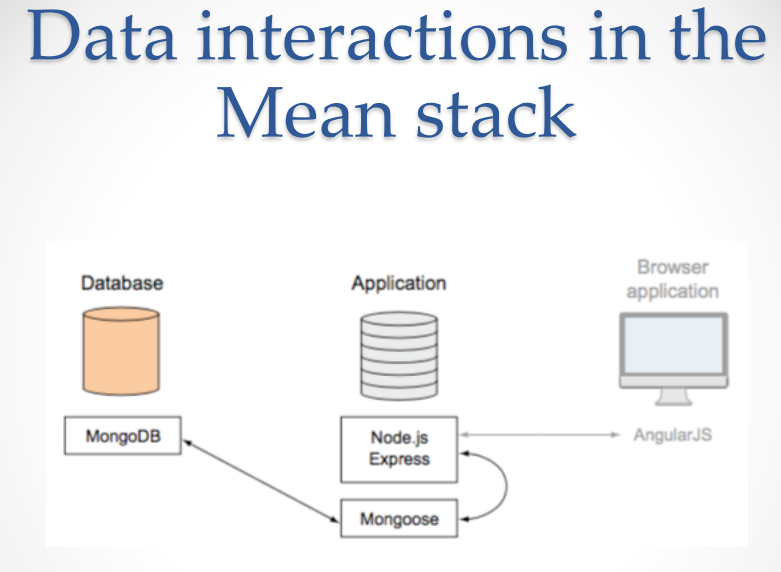 Data interactions in the
Mean stack
Database
Application
Browser
application
MongoDB
Node.js
Express
AngularJS
Mongoose